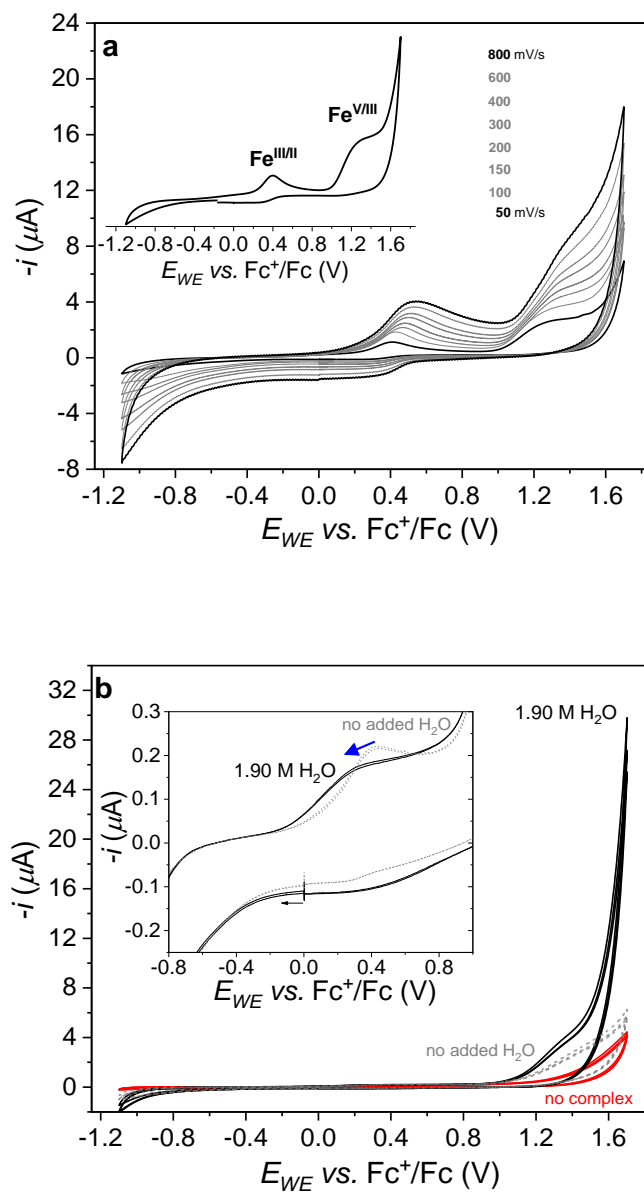 a
24
20
16
12
8
4
0
-4
-8
-i (μA)
Fe^III/II
Fe^V/III
-1.2 -0.8 -0.4 0.0 0.4 0.8 1.2 1.6
E_WE vs. Fc⁺/Fc (V)
800 mV/s
600
400
300
200
150
100
50 mV/s
-1.2 -0.8 -0.4 0.0 0.4 0.8 1.2 1.6
E_WE vs. Fc⁺/Fc (V)
b
32
28
24
20
16
12
8
4
0
-i (μA)
1.90 M H₂O
0.3
0.2
0.1
0.0
-0.1
-0.2
-i (μA)
no added H₂O
1.90 M H₂O
-0.8 -0.4 0.0 0.4 0.8
E_WE vs. Fc⁺/Fc (V)
no added H₂O
no complex
-1.2 -0.8 -0.4 0.0 0.4 0.8 1.2 1.6
E_WE vs. Fc⁺/Fc (V)